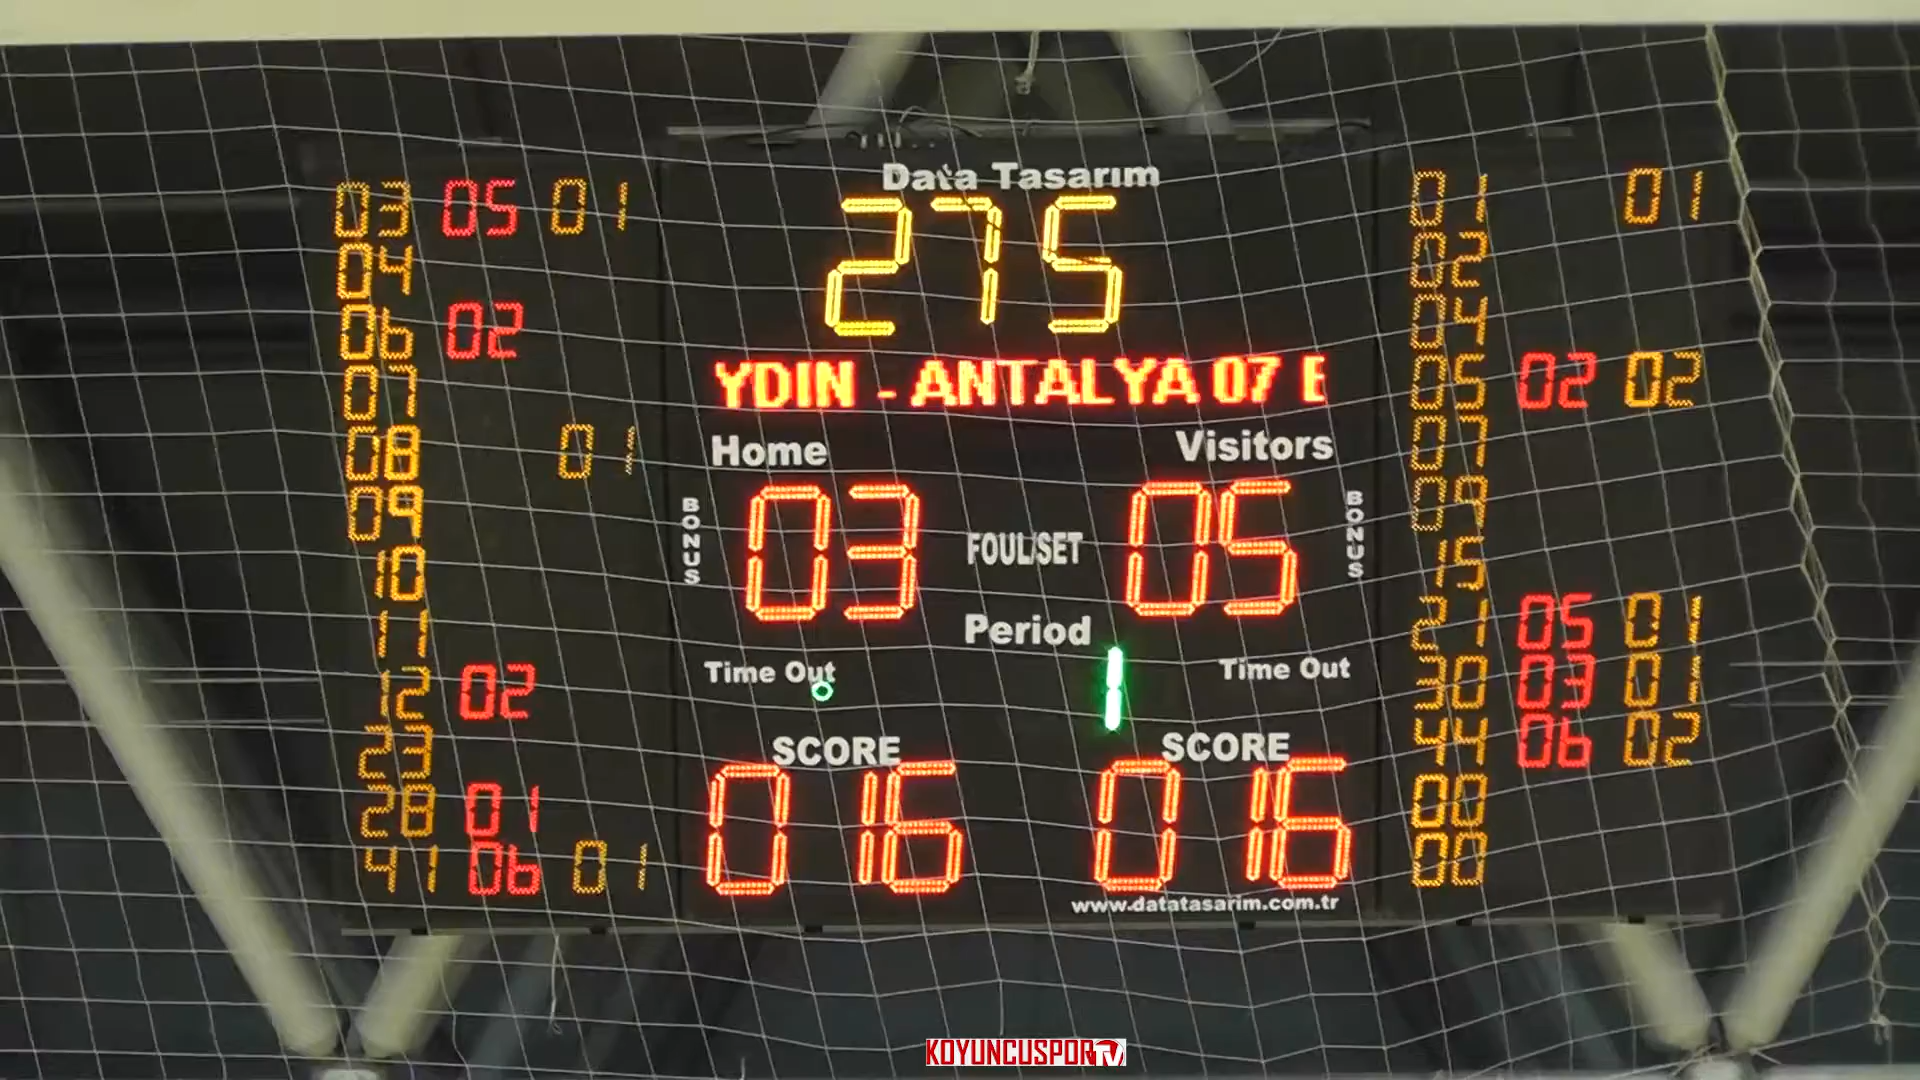 Data Tasarım
275
YDIN - ANTALYA 07 E
Home Visitors
BONUS 03 FOUL/SET 05 BONUS
Period
1
Time Out Time Out
SCORE SCORE
016 016
www.datatasarim.com.tr
03 05 01
04
06 02
07
08 01
09
10
11
12 02
23
28 01
41 06 01
01 01
02
04
05 02 02
07
09
15
21 05 01
30 03 01
44 06 02
00
00
KOYUNCUSPOR TV